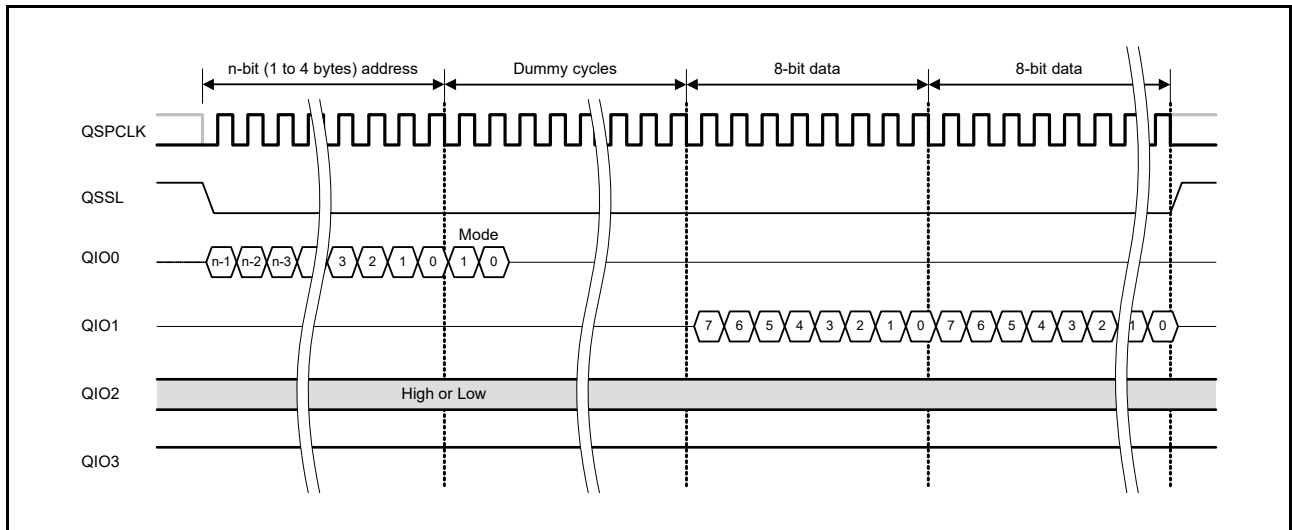 n-bit (1 to 4 bytes) address Dummy cycles 8-bit data 8-bit data
QSPCLK
QSSL
Mode
QIO0 n-1 n-2 n-3 3 2 1 0 1 0
QIO1 7 6 5 4 3 2 1 0 7 6 5 4 3 2 1 0
QIO2 High or Low
QIO3